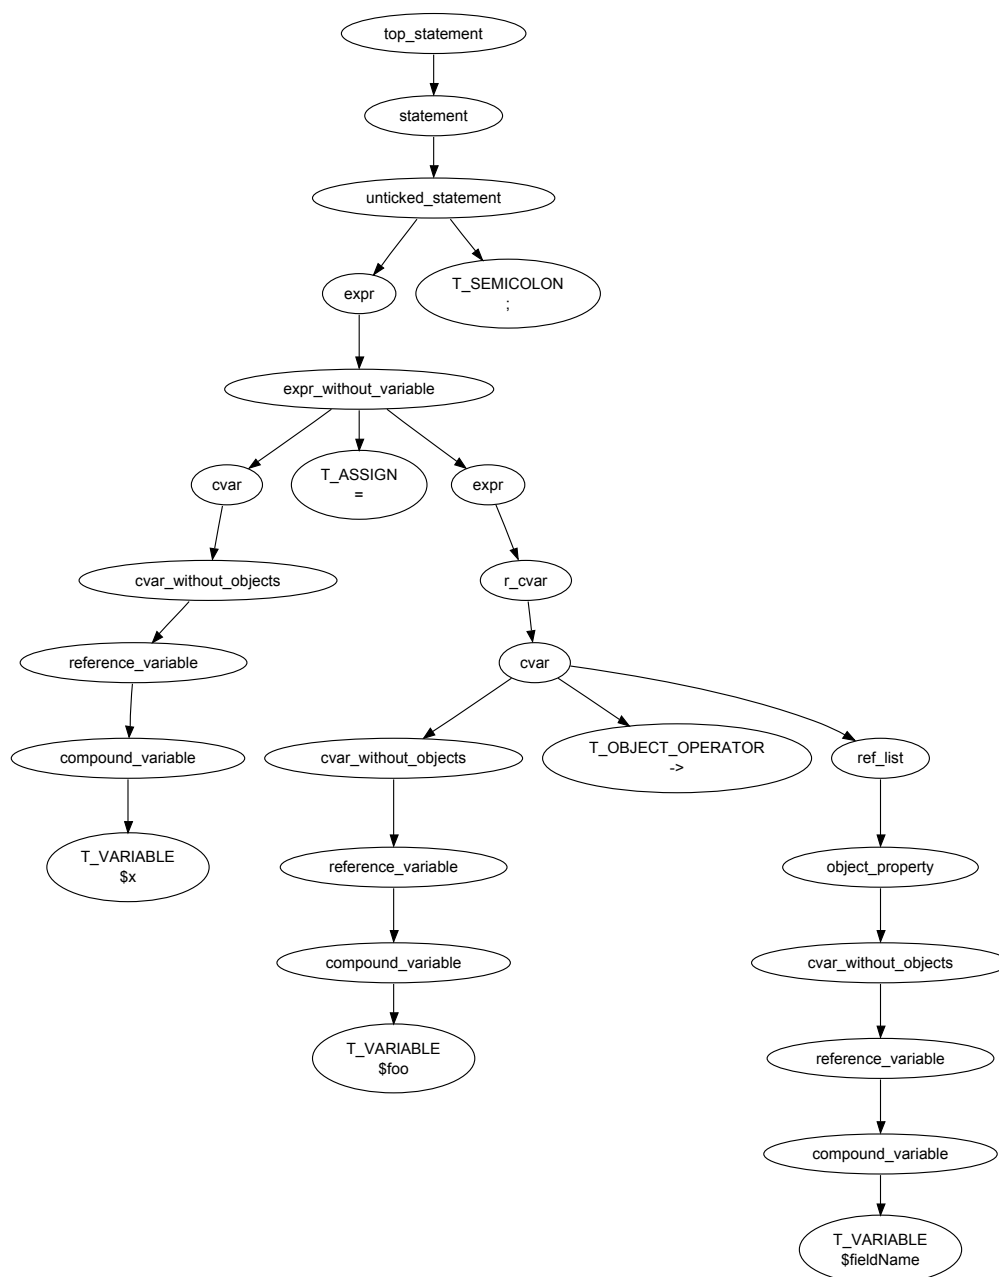 top_statement
statement
unticked_statement
expr
T_SEMICOLON
;
expr_without_variable
cvar
T_ASSIGN
=
expr
cvar_without_objects
r_cvar
reference_variable
cvar
compound_variable
cvar_without_objects
T_OBJECT_OPERATOR
->
ref_list
T_VARIABLE
$x
reference_variable
object_property
compound_variable
cvar_without_objects
T_VARIABLE
$foo
reference_variable
compound_variable
T_VARIABLE
$fieldName